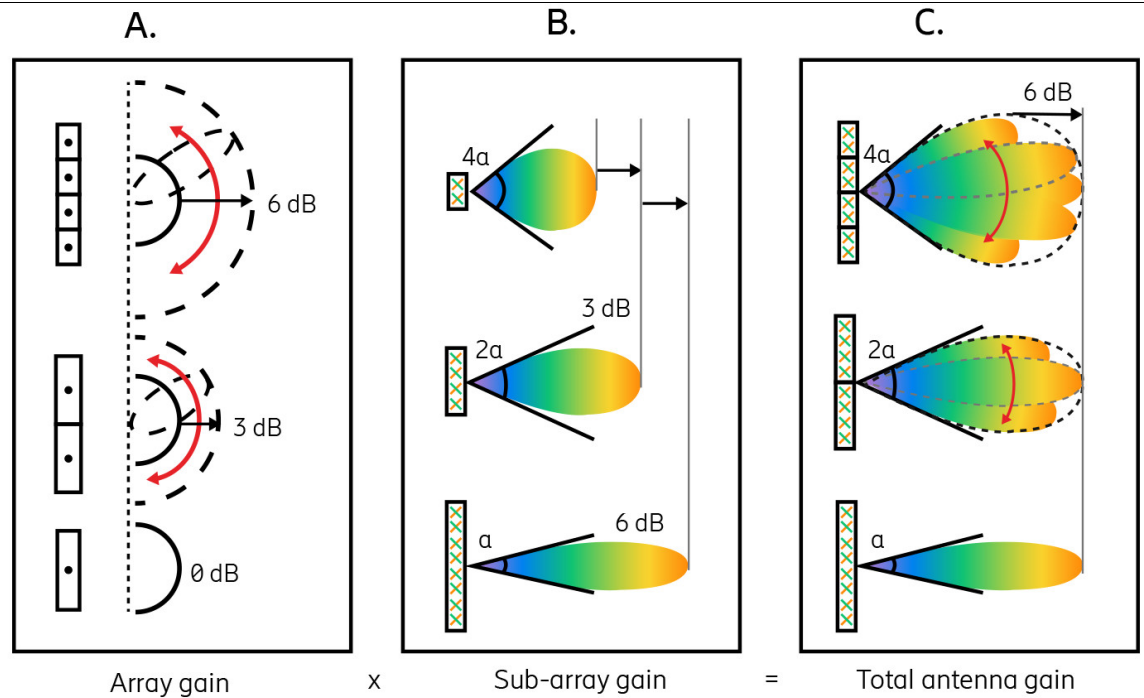 A.
B.
C.
6 dB
3 dB
0 dB
4α
2α
3 dB
α
6 dB
6 dB
4α
2α
α
Array gain x Sub-array gain = Total antenna gain